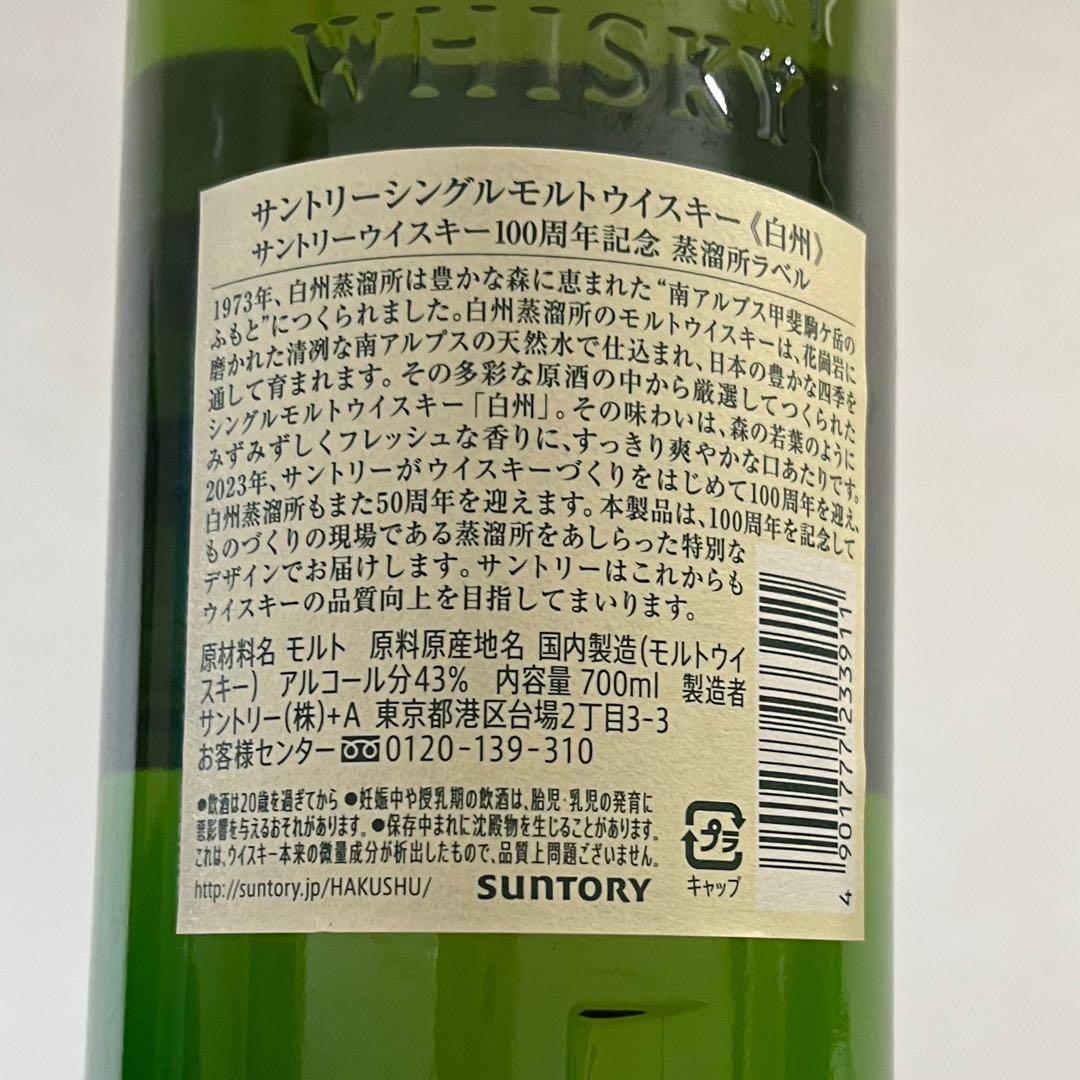 WHISKY
サントリーシングルモルトウイスキー《白州》
サントリーウイスキー100周年記念 蒸溜所ラベル
1973年、白州蒸溜所は豊かな森に恵まれた“南アルプス甲斐駒ケ岳の
ふもと”につくられました。白州蒸溜所のモルトウイスキーは、花崗岩に
磨かれた清冽な南アルプスの天然水で仕込まれ、日本の豊かな四季を
通して育まれます。その多彩な原酒の中から厳選してつくられた
シングルモルトウイスキー「白州」。その味わいは、森の若葉のように
みずみずしくフレッシュな香りに、すっきり爽やかな口あたりです。
2023年、サントリーがウイスキーづくりをはじめて100周年を迎え、
白州蒸溜所もまた50周年を迎えます。本製品は、100周年を記念して
ものづくりの現場である蒸溜所をあしらった特別な
デザインでお届けします。サントリーはこれからも
ウイスキーの品質向上を目指してまいります。
原材料名 モルト 原料原産地名 国内製造(モルトウイ
スキー) アルコール分43% 内容量 700ml 製造者
サントリー(株)+A 東京都港区台場2丁目3-3
お客様センター 0120-139-310
●飲酒は20歳を過ぎてから ●妊娠中や授乳期の飲酒は、胎児・乳児の発育に
悪影響を与えるおそれがあります。●保存中まれに沈殿物を生じることがあります。
これは、ウイスキー本来の微量成分が析出したもので、品質上問題ございません。
http://suntory.jp/HAKUSHU/ SUNTORY
プラ
キャップ
4 901777 233911